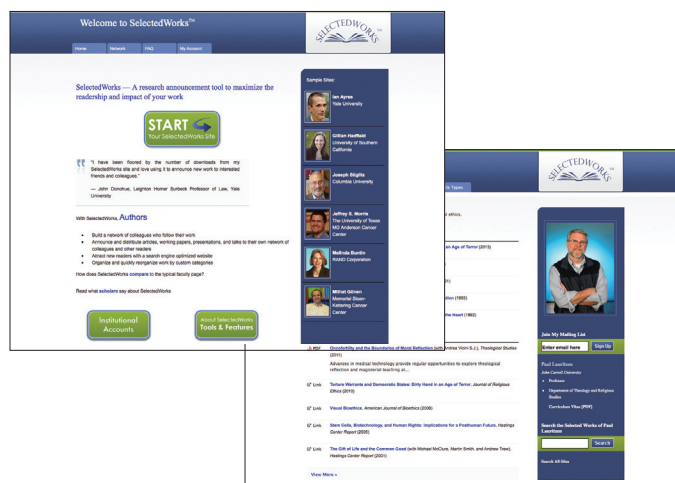 Welcome to SelectedWorks™
SELECTEDWORKS
Home Network FAQ My Account
SelectedWorks — A research announcement tool to maximize the
readership and impact of your work
START
Your SelectedWorks Site
"I have been floored by the number of downloads from my
SelectedWorks site and love using it to announce new work to interested
friends and colleagues."
— John Donohue, Leighton Homer Surbeck Professor of Law, Yale
University
With SelectedWorks, Authors
Build a network of colleagues who follow their work
Announce and distribute articles, working papers, presentations, and talks to their own network of
colleagues and other readers
Attract new readers with a search engine optimized website
Organize and quickly reorganize work by custom categories
How does SelectedWorks compare to the typical faculty page?
Read what scholars say about SelectedWorks
Institutional
Accounts
About SelectedWorks
Tools & Features
Sample Sites:
Ian Ayres
Yale University
Gillian Hadfield
University of Southern
California
Joseph Stiglitz
Columbia University
Jeffrey S. Morris
The University of Texas
MD Anderson Cancer
Center
Melinda Buntin
RAND Corporation
Mithat Gönen
Memorial Sloan-
Kettering Cancer
Center
SELECTEDWORKS
Types
ethics.
an Age of Terror (2013)
(1993)
the Heart (1992)
PDF Oncofertility and the Boundaries of Moral Reflection (with Andrea Vicini S.J.), Theological Studies
(2011)
Advances in medical technology provide regular opportunities to explore theological
reflection and magisterial teaching at...
Link Torture Warrants and Democratic States: Dirty Hand in an Age of Terror, Journal of Religious
Ethics (2010)
Link Visual Bioethics, American Journal of Bioethics (2008)
Link Stem Cells, Biotechnology, and Human Rights: Implications for a Posthuman Future, Hastings
Center Report (2005)
Link The Gift of Life and the Common Good (with Michael McClure, Martin Smith, and Andrew Trew),
Hastings Center Report (2001)
View More »
Join My Mailing List
Enter email here Sign Up
Paul Lauritzen
John Carroll University
Professor
Department of Theology and Religious
Studies
Curriculum Vitae [PDF]
Search the Selected Works of Paul
Lauritzen
Search
Search All Sites